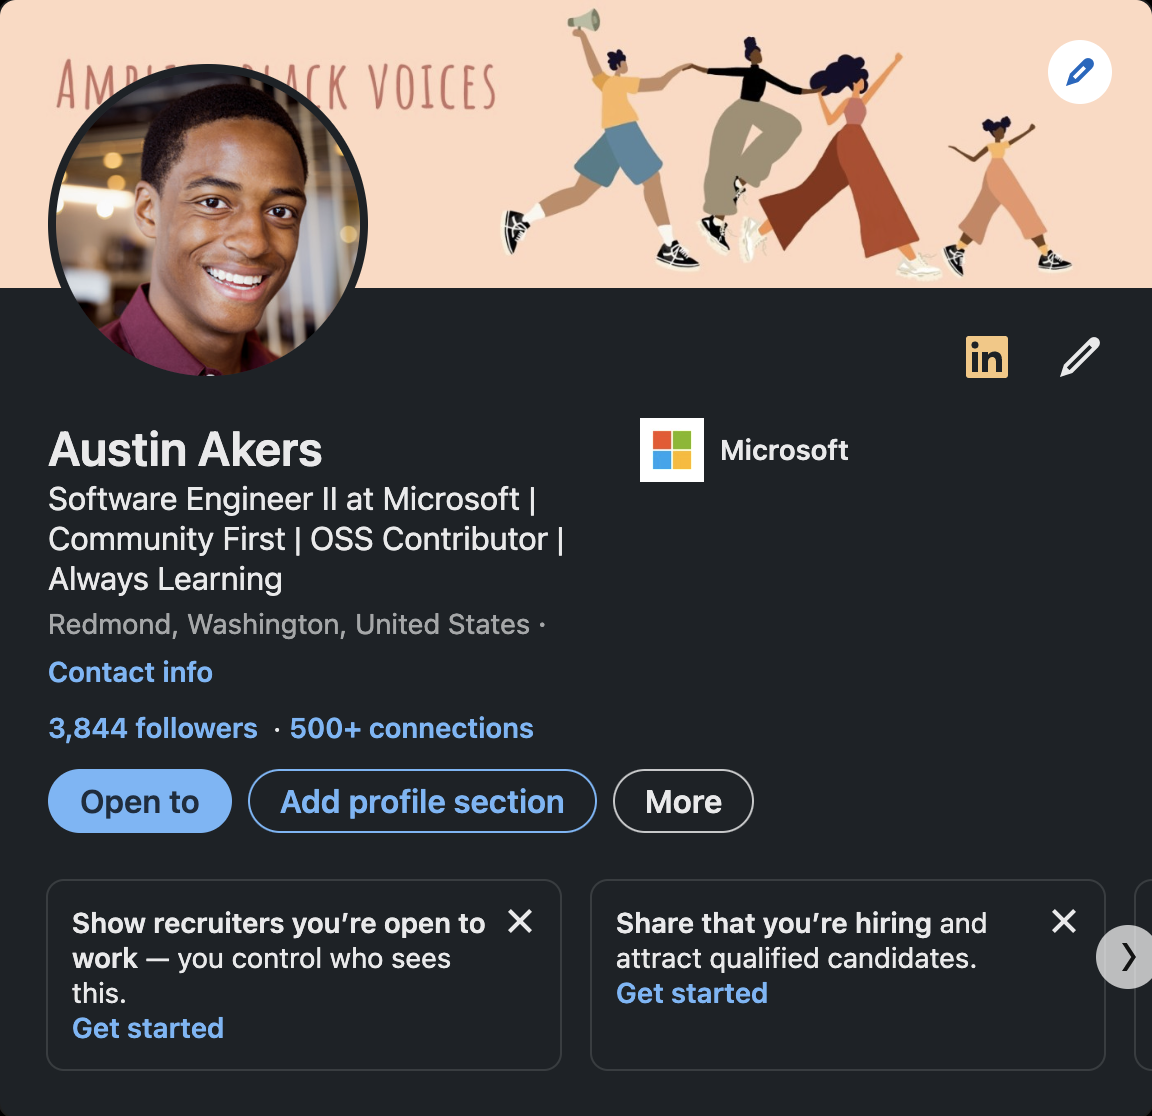 BLACK VOICES
in
Austin Akers
Microsoft
Software Engineer II at Microsoft |
Community First | OSS Contributor |
Always Learning
Redmond, Washington, United States ·
Contact info
3,844 followers · 500+ connections
Open to
Add profile section
More
Show recruiters you’re open to
work — you control who sees
this.
Get started
Share that you’re hiring and
attract qualified candidates.
Get started